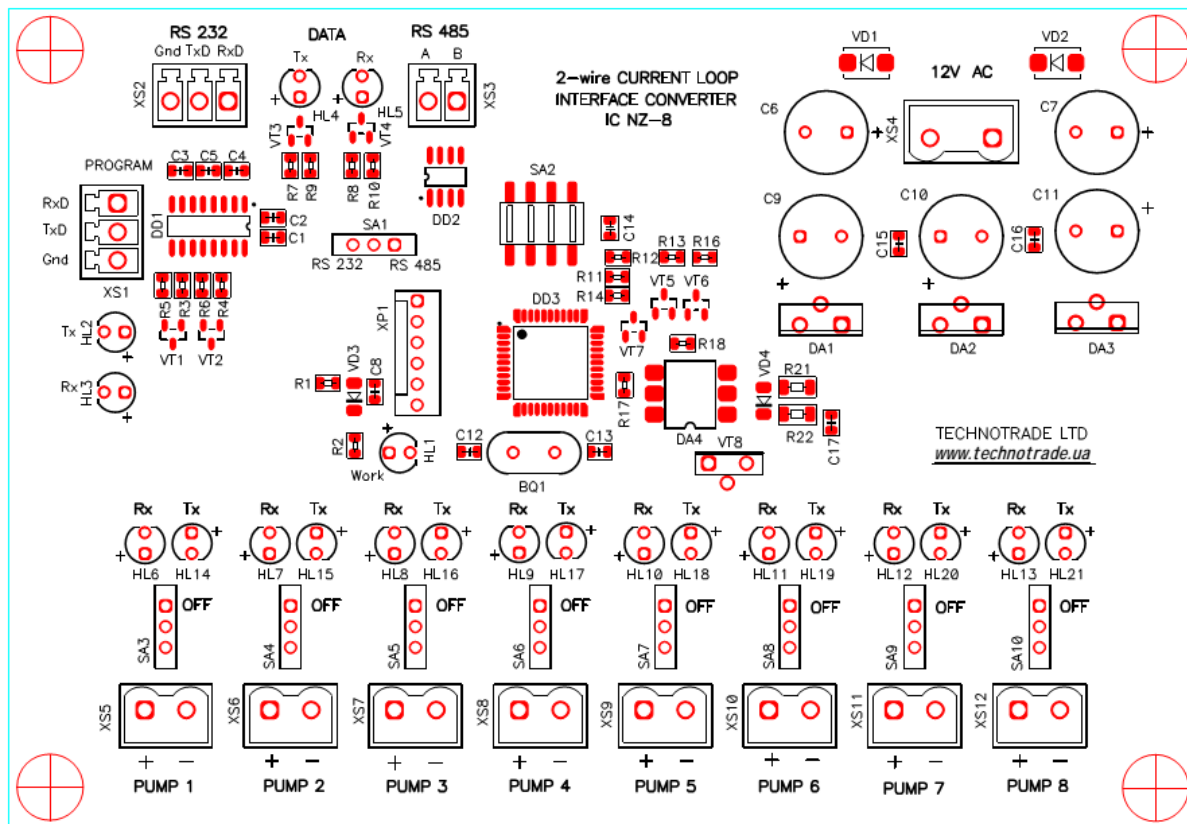 RS 232
DATA
RS 485
Gnd TxD RxD
Tx
Rx
A B
XS2
XS3
HL4
HL5
VT3
VT4
R7
R9
R8
R10
2-wire CURRENT LOOP
INTERFACE CONVERTER
IC NZ-8
VD1
VD2
12V AC
C6
XS4
C7
PROGRAM
C3
C5
C4
RxD
TxD
Gnd
XS1
DD1
C2
C1
DD2
SA1
RS 232
RS 485
SA2
C14
R12
R13
R16
R11
R14
VT5
VT6
VT7
C9
C15
C10
C16
C11
DA1
DA2
DA3
R5
R3
R6
R4
VT1
VT2
Tx
HL2
Rx
HL3
XP1
DD3
R18
R1
VD3
C8
R17
VD4
R21
R22
C17
DA4
R2
HL1
Work
C12
C13
BQ1
VT8
TECHNOTRADE LTD
www.technotrade.ua
Rx Tx Rx Tx Rx Tx Rx Tx Rx Tx Rx Tx Rx Tx Rx Tx
HL6 HL14 HL7 HL15 HL8 HL16 HL9 HL17 HL10 HL18 HL11 HL19 HL12 HL20 HL13 HL21
OFF OFF OFF OFF OFF OFF OFF OFF
SA3 SA4 SA5 SA6 SA7 SA8 SA9 SA10
XS5 XS6 XS7 XS8 XS9 XS10 XS11 XS12
+ − + − + − + − + − + − + − + −
PUMP 1 PUMP 2 PUMP 3 PUMP 4 PUMP 5 PUMP 6 PUMP 7 PUMP 8